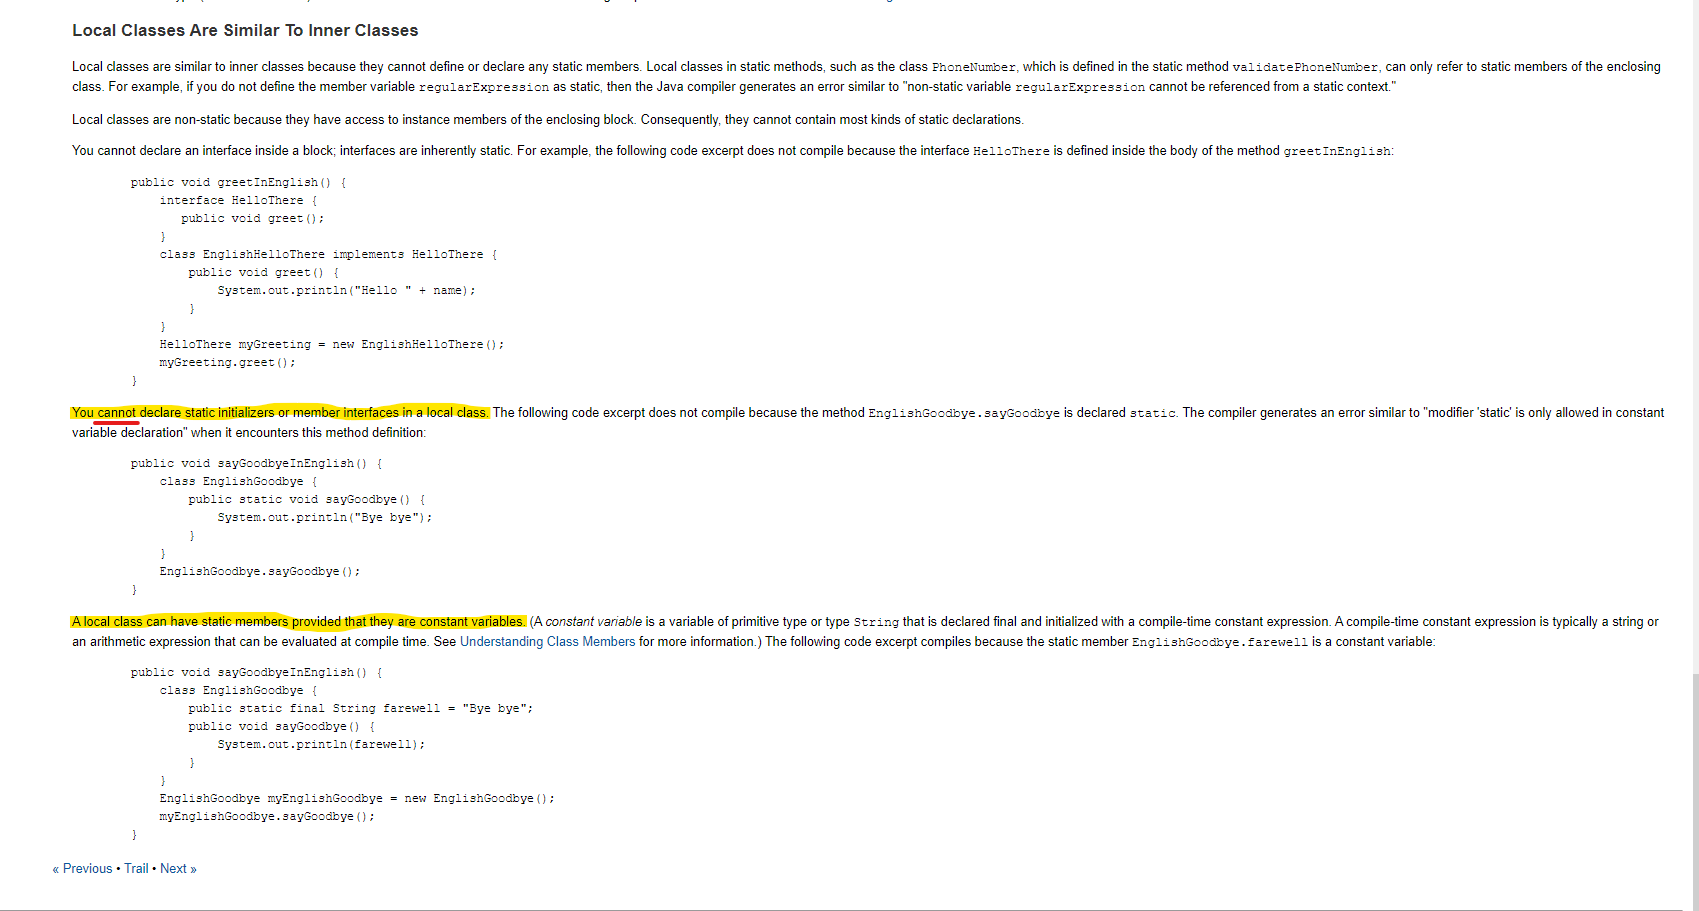 Local Classes Are Similar To Inner Classes
Local classes are similar to inner classes because they cannot define or declare any static members. Local classes in static methods, such as the class PhoneNumber, which is defined in the static method validatePhoneNumber, can only refer to static members of the enclosing
class. For example, if you do not define the member variable regularExpression as static, then the Java compiler generates an error similar to "non-static variable regularExpression cannot be referenced from a static context."
Local classes are non-static because they have access to instance members of the enclosing block. Consequently, they cannot contain most kinds of static declarations.
You cannot declare an interface inside a block; interfaces are inherently static. For example, the following code excerpt does not compile because the interface HelloThere is defined inside the body of the method greetInEnglish:
public void greetInEnglish() {
interface HelloThere {
public void greet();
}
class EnglishHelloThere implements HelloThere {
public void greet() {
System.out.println("Hello " + name);
}
}
HelloThere myGreeting = new EnglishHelloThere();
myGreeting.greet();
}
You cannot declare static initializers or member interfaces in a local class. The following code excerpt does not compile because the method EnglishGoodbye.sayGoodbye is declared static. The compiler generates an error similar to "modifier 'static' is only allowed in constant
variable declaration" when it encounters this method definition:
public void sayGoodbyeInEnglish() {
class EnglishGoodbye {
public static void sayGoodbye() {
System.out.println("Bye bye");
}
}
EnglishGoodbye.sayGoodbye();
}
A local class can have static members provided that they are constant variables. (A constant variable is a variable of primitive type or type String that is declared final and initialized with a compile-time constant expression. A compile-time constant expression is typically a string or
an arithmetic expression that can be evaluated at compile time. See Understanding Class Members for more information.) The following code excerpt compiles because the static member EnglishGoodbye.farewell is a constant variable:
public void sayGoodbyeInEnglish() {
class EnglishGoodbye {
public static final String farewell = "Bye bye";
public void sayGoodbye() {
System.out.println(farewell);
}
}
EnglishGoodbye myEnglishGoodbye = new EnglishGoodbye();
myEnglishGoodbye.sayGoodbye();
}
« Previous • Trail • Next »